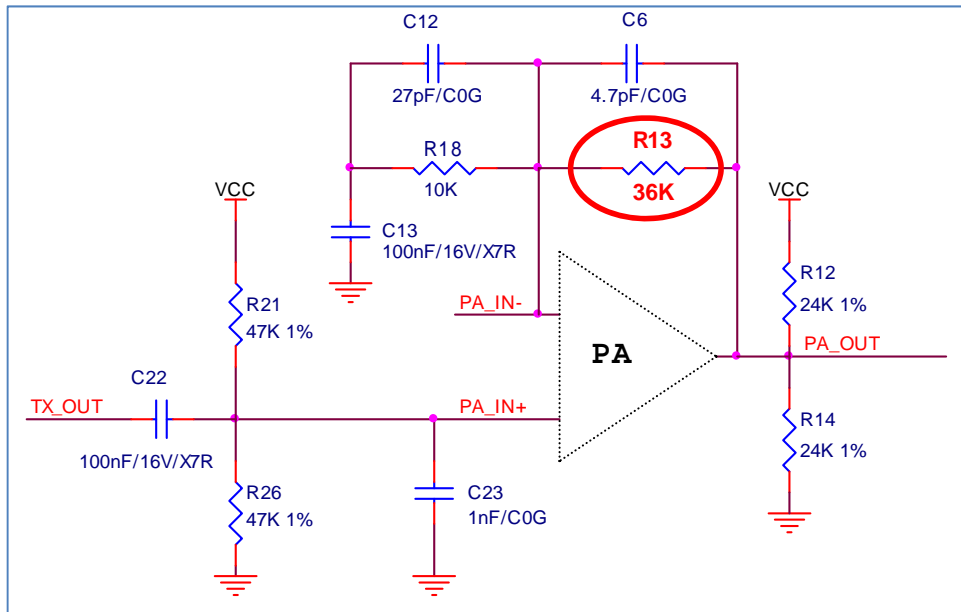 C12
27pF/C0G
C6
4.7pF/C0G
R18
10K
R13
36K
C13
100nF/16V/X7R
VCC
R21
47K 1%
PA_IN-
PA
VCC
R12
24K 1%
PA_OUT
C22
TX_OUT
100nF/16V/X7R
PA_IN+
R14
24K 1%
R26
47K 1%
C23
1nF/C0G